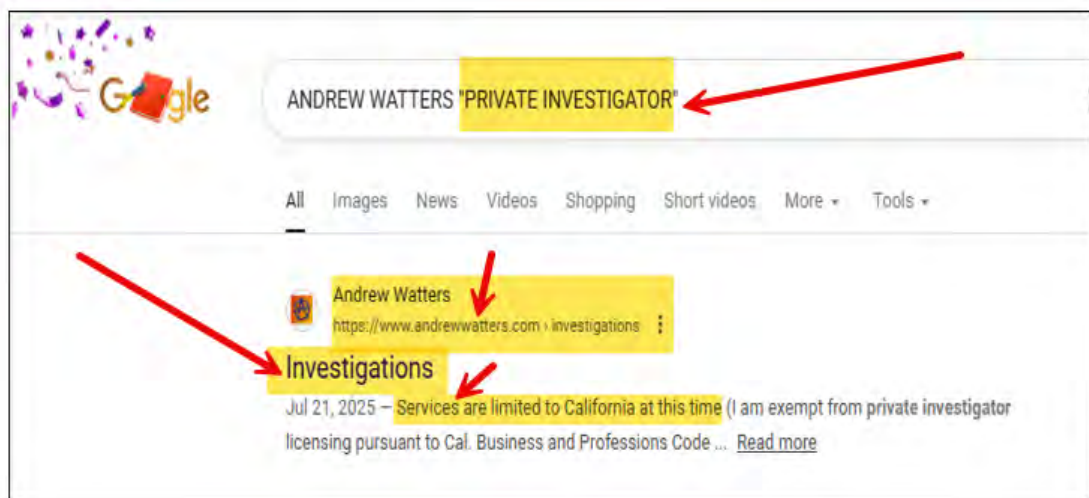 Google
ANDREW WATTERS "PRIVATE INVESTIGATOR"
All Images News Videos Shopping Short videos More Tools
Andrew Watters
https://www.andrewwatters.com › investigations
Investigations
Jul 21, 2025 — Services are limited to California at this time (I am exempt from private investigator
licensing pursuant to Cal. Business and Professions Code ... Read more